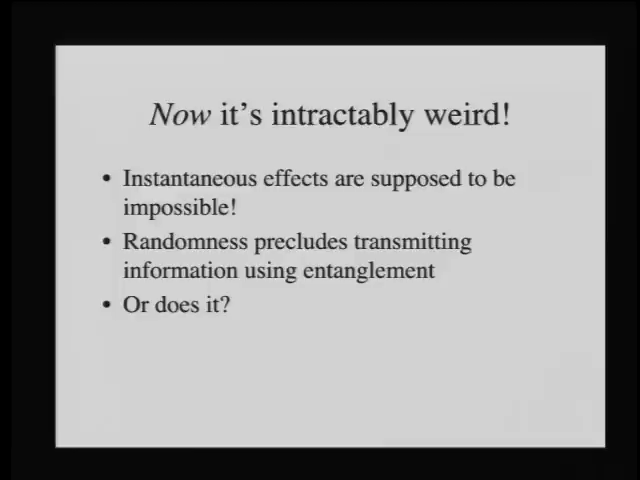 Now it's intractably weird!
• Instantaneous effects are supposed to be
impossible!
• Randomness precludes transmitting
information using entanglement
• Or does it?